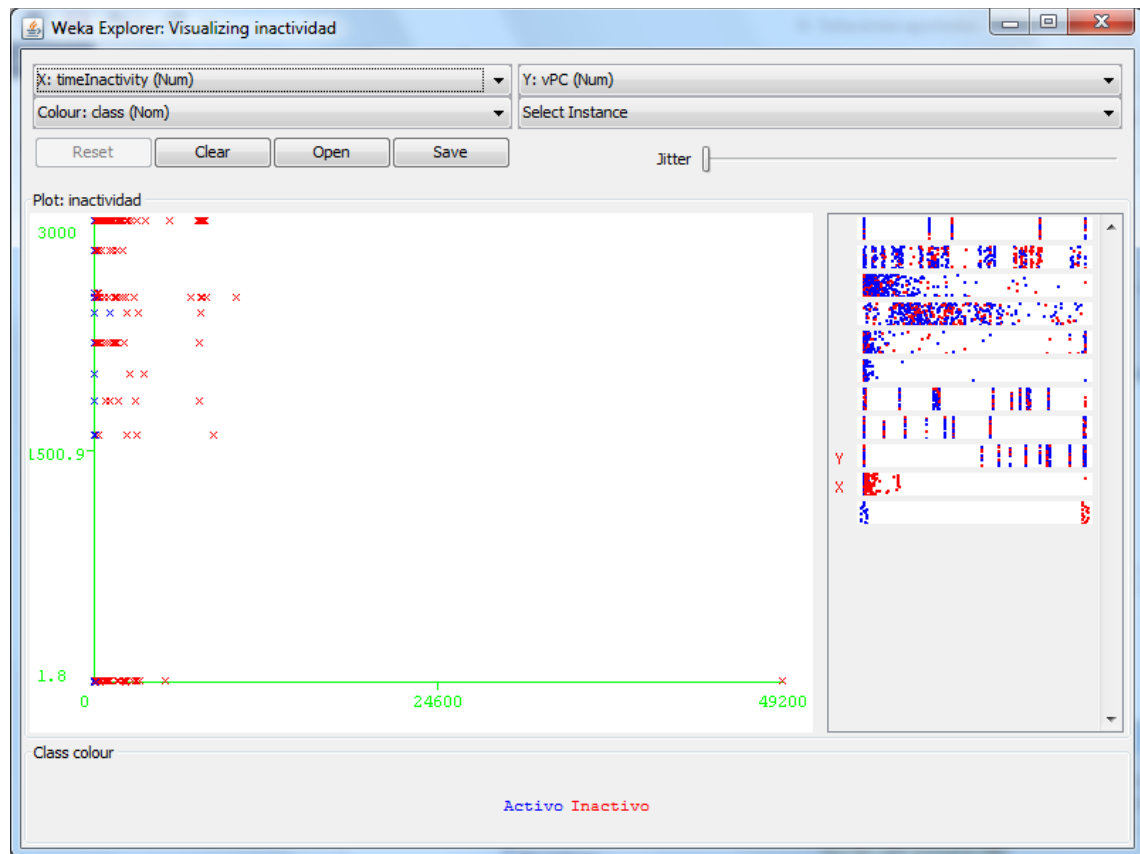 Weka Explorer: Visualizing inactividad
X: timeInactivity (Num) Y: vPC (Num)
Colour: class (Nom) Select Instance
Reset Clear Open Save Jitter
Plot: inactividad
3000
1500.9
1.8
0 24600 49200
Y
X
Class colour
Activo Inactivo